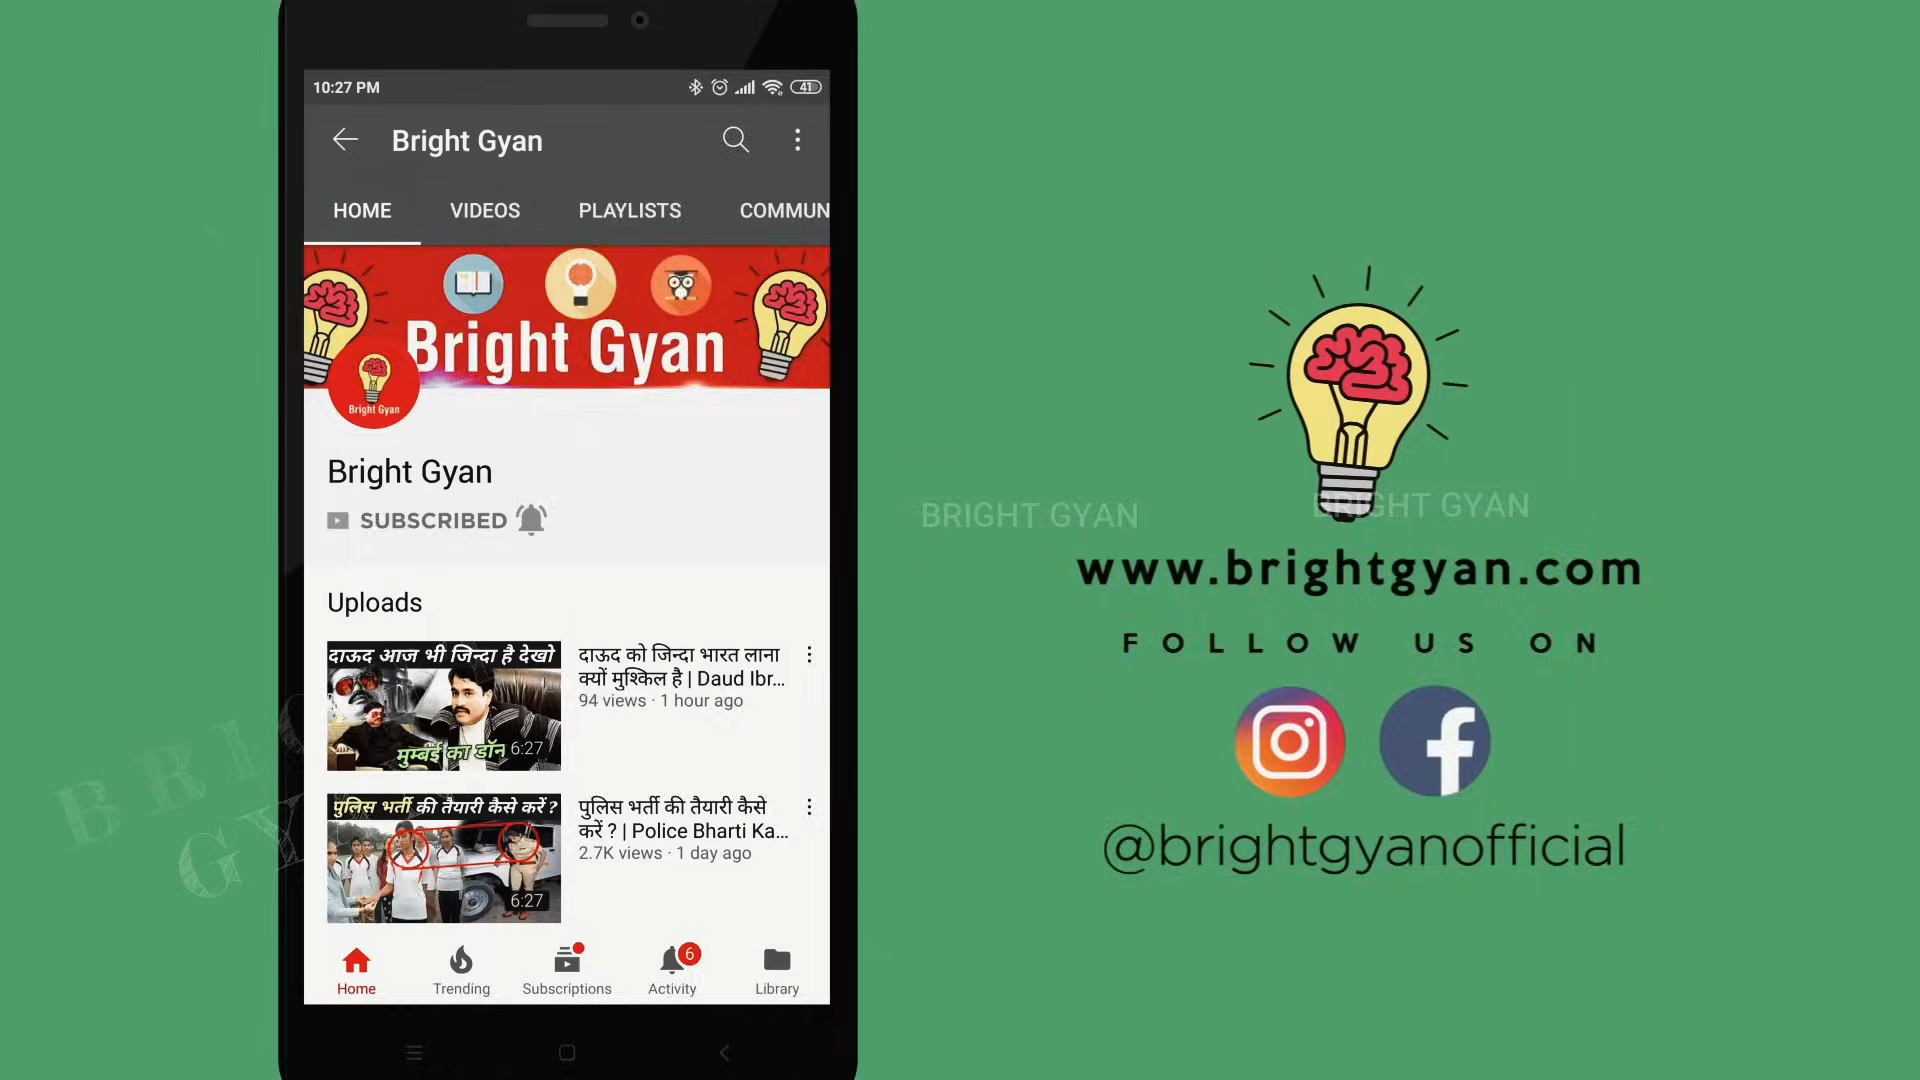 10:27 PM
41
Bright Gyan
HOME VIDEOS PLAYLISTS COMMUN
Bright Gyan
Bright Gyan
Bright Gyan
SUBSCRIBED
Uploads
दाऊद आज भी जिन्दा है देखो
मुम्बई का डॉन
6:27
दाऊद को जिन्दा भारत लाना
क्यों मुश्किल है | Daud Ibr...
94 views · 1 hour ago
पुलिस भर्ती की तैयारी कैसे करें ?
6:27
पुलिस भर्ती की तैयारी कैसे
करें ? | Police Bharti Ka...
2.7K views · 1 day ago
Home Trending Subscriptions Activity Library
6
BRIGHT GYAN
BRIGHT GYAN
www.brightgyan.com
FOLLOW US ON
@brightgyanofficial
BRIG
GY